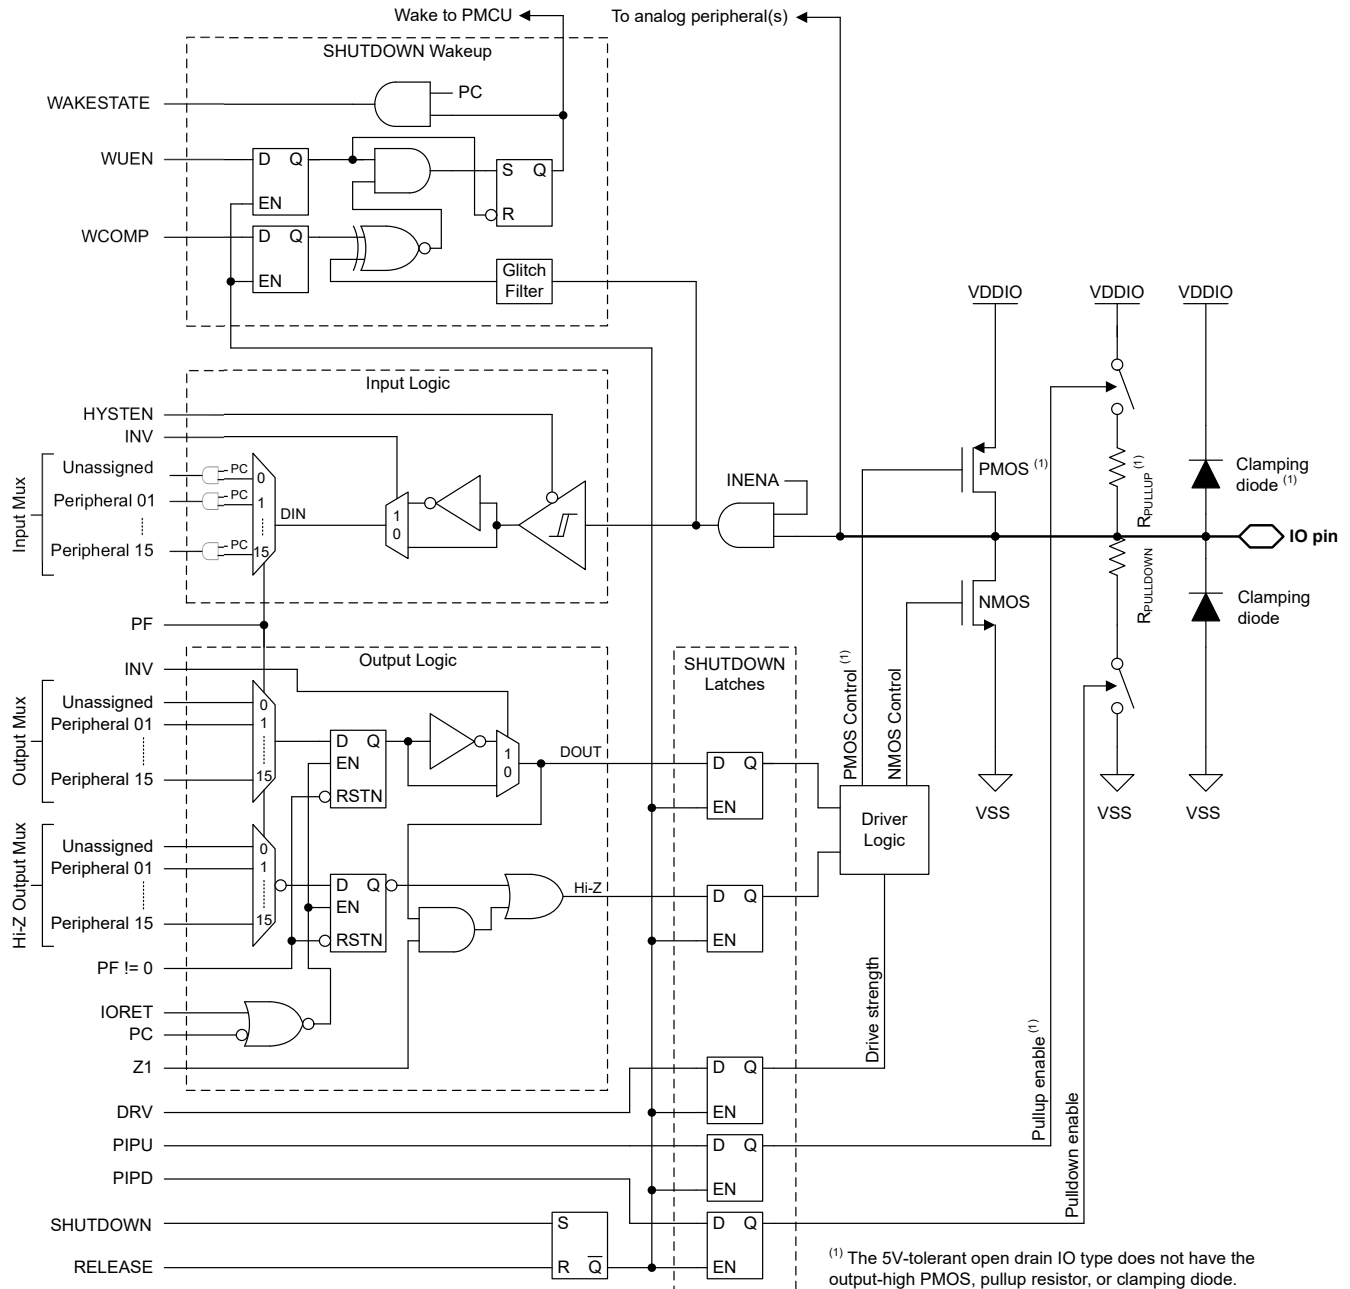 Wake to PMCU
To analog peripheral(s)
SHUTDOWN Wakeup
WAKESTATE
PC
WUEN
D Q
EN
S Q
R
WCOMP
D Q
EN
Glitch
Filter
VDDIO
VDDIO
VDDIO
Input Logic
HYSTEN
INV
Input Mux
Unassigned
PC
0
Peripheral 01
PC
1
Peripheral 15
PC
15
DIN
1
0
INENA
PMOS (1)
RPULLUP (1)
Clamping
diode (1)
IO pin
RPULLDOWN
NMOS
Clamping
diode
PF
Output Logic
INV
SHUTDOWN
Latches
PMOS Control (1)
NMOS Control
Output Mux
Unassigned
0
Peripheral 01
1
Peripheral 15
15
D Q
EN
RSTN
1
0
DOUT
D Q
EN
Driver
Logic
VSS
VSS
VSS
Hi-Z Output Mux
Unassigned
0
Peripheral 01
1
Peripheral 15
15
D Q
EN
RSTN
Hi-Z
D Q
EN
PF != 0
IORET
PC
Z1
Drive strength
D Q
EN
DRV
PIPU
D Q
EN
Pullup enable (1)
PIPD
Pulldown enable
SHUTDOWN
S
R Q
RELEASE
D Q
EN
(1) The 5V-tolerant open drain IO type does not have the
output-high PMOS, pullup resistor, or clamping diode.